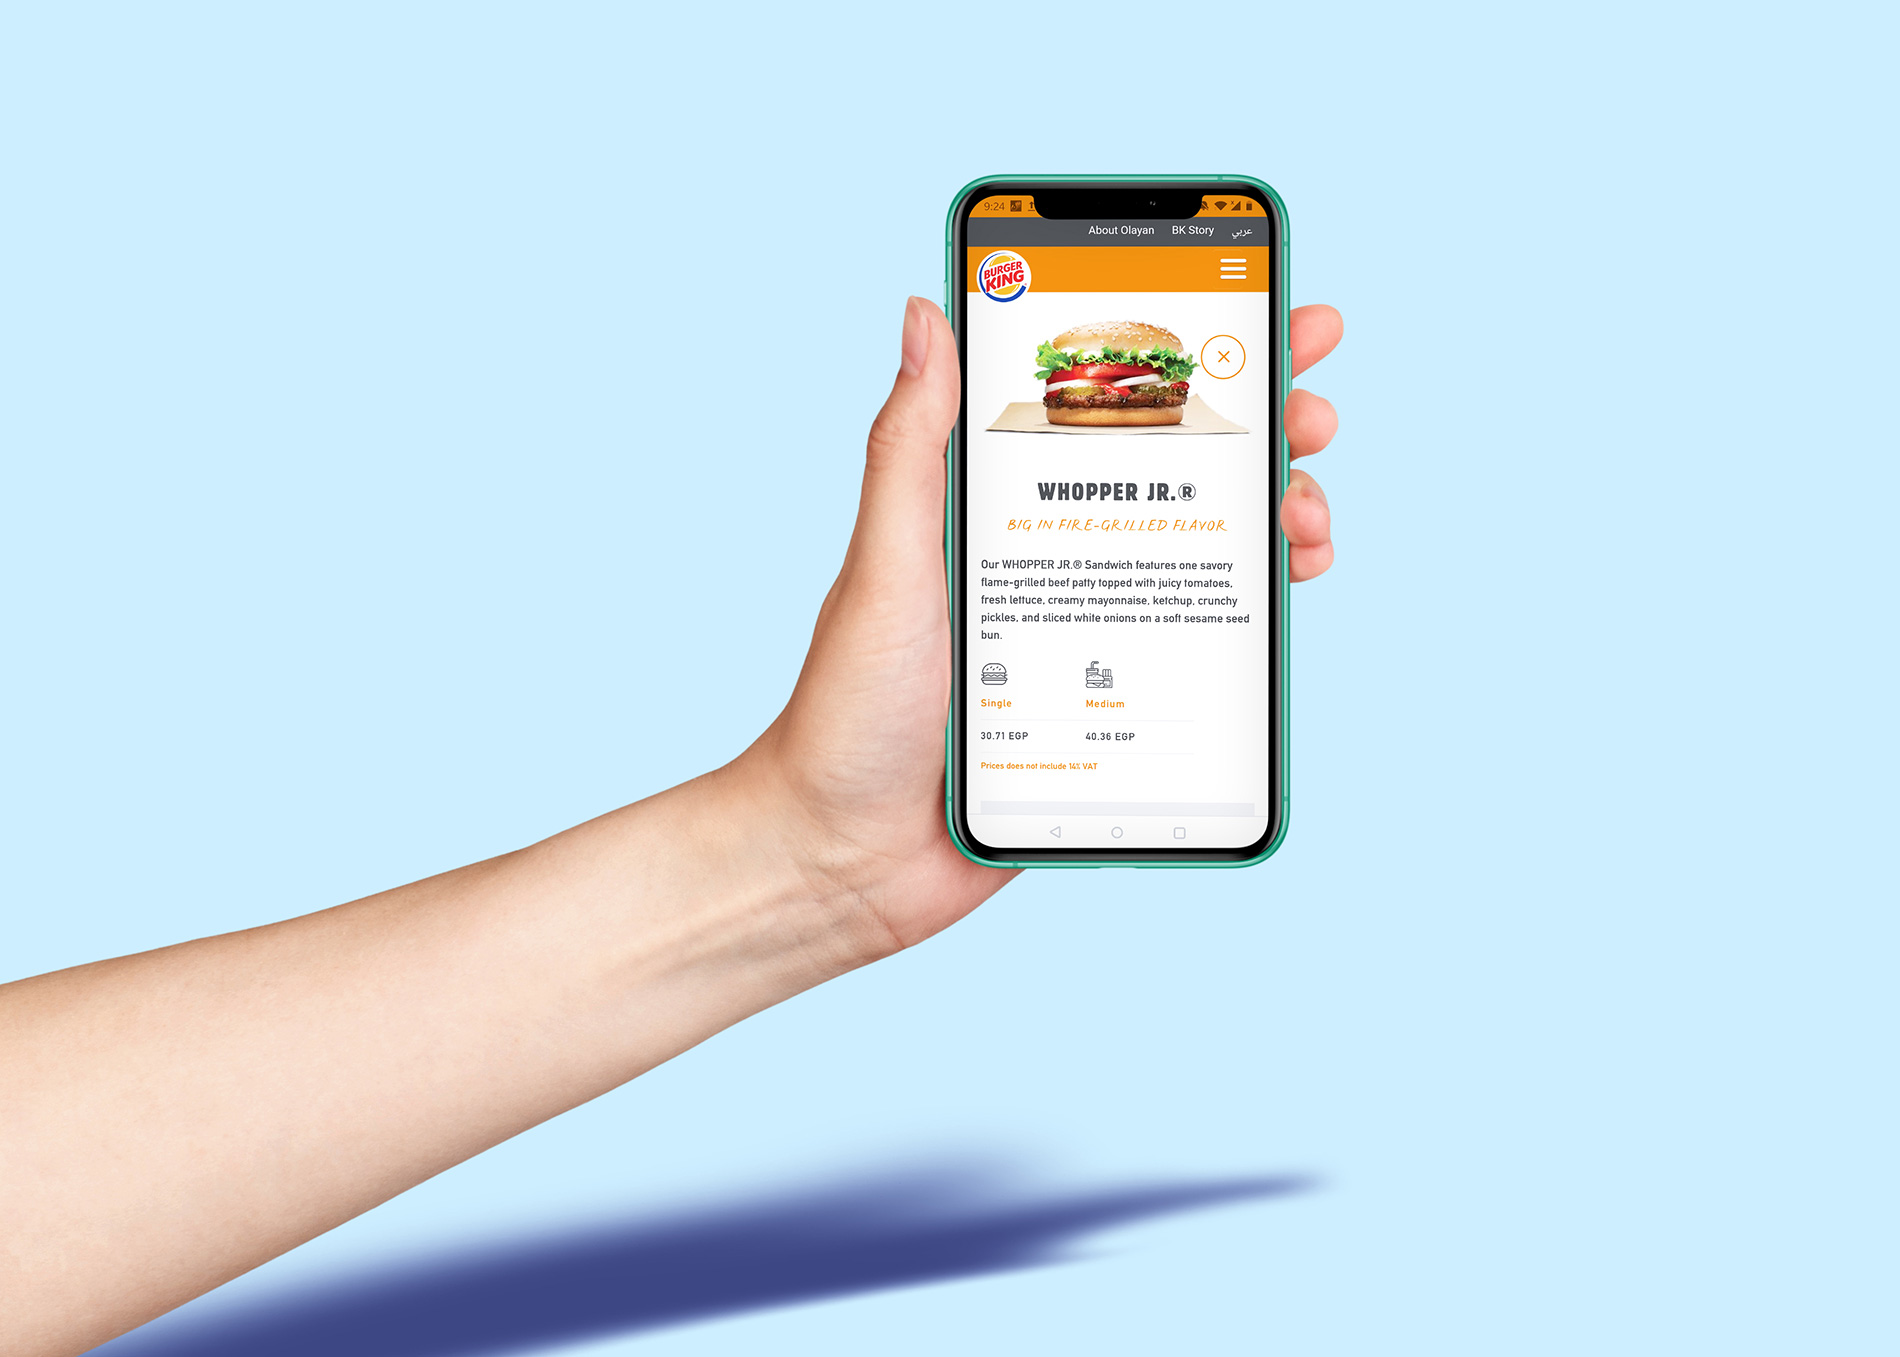 9:24
About Olayan BK Story عربي
BURGER
KING
WHOPPER JR.®
BIG IN FIRE-GRILLED FLAVOR
Our WHOPPER JR.® Sandwich features one savory
flame-grilled beef patty topped with juicy tomatoes,
fresh lettuce, creamy mayonnaise, ketchup, crunchy
pickles, and sliced white onions on a soft sesame seed
bun.
Single Medium
30.71 EGP 40.36 EGP
Prices does not include 14% VAT